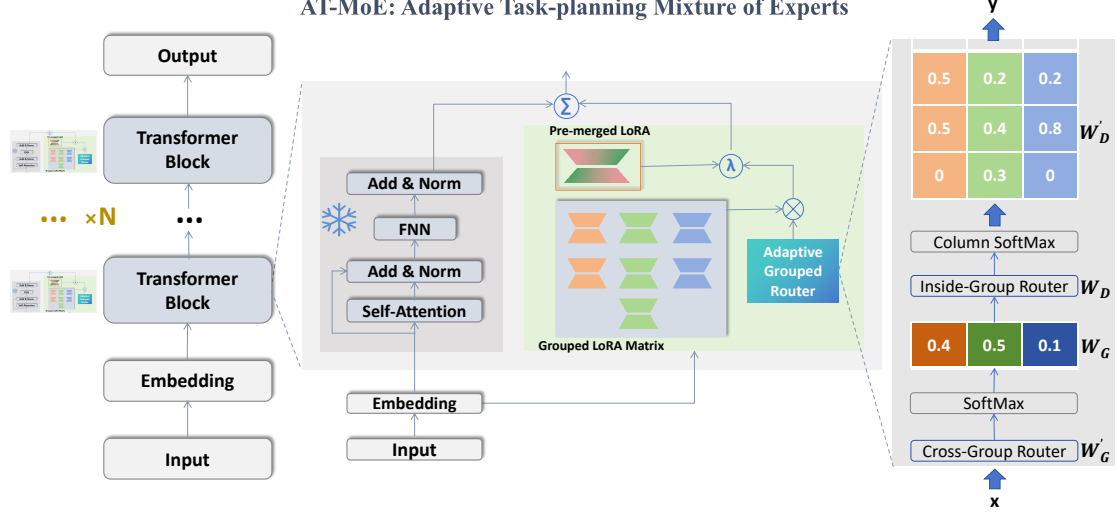 AT-MoE: Adaptive Task-planning Mixture of Experts
Output
Transformer
Block
... ×N
...
Transformer
Block
Embedding
Input
Σ
Pre-merged LoRA
λ
Add & Norm
FNN
Add & Norm
Self-Attention
Adaptive
Grouped
Router
Grouped LoRA Matrix
Embedding
Input
y
0.5 0.2 0.2
0.5 0.4 0.8
W'D
0 0.3 0
Column SoftMax
Inside-Group Router
WD
0.4 0.5 0.1
WG
SoftMax
Cross-Group Router
W'G
x